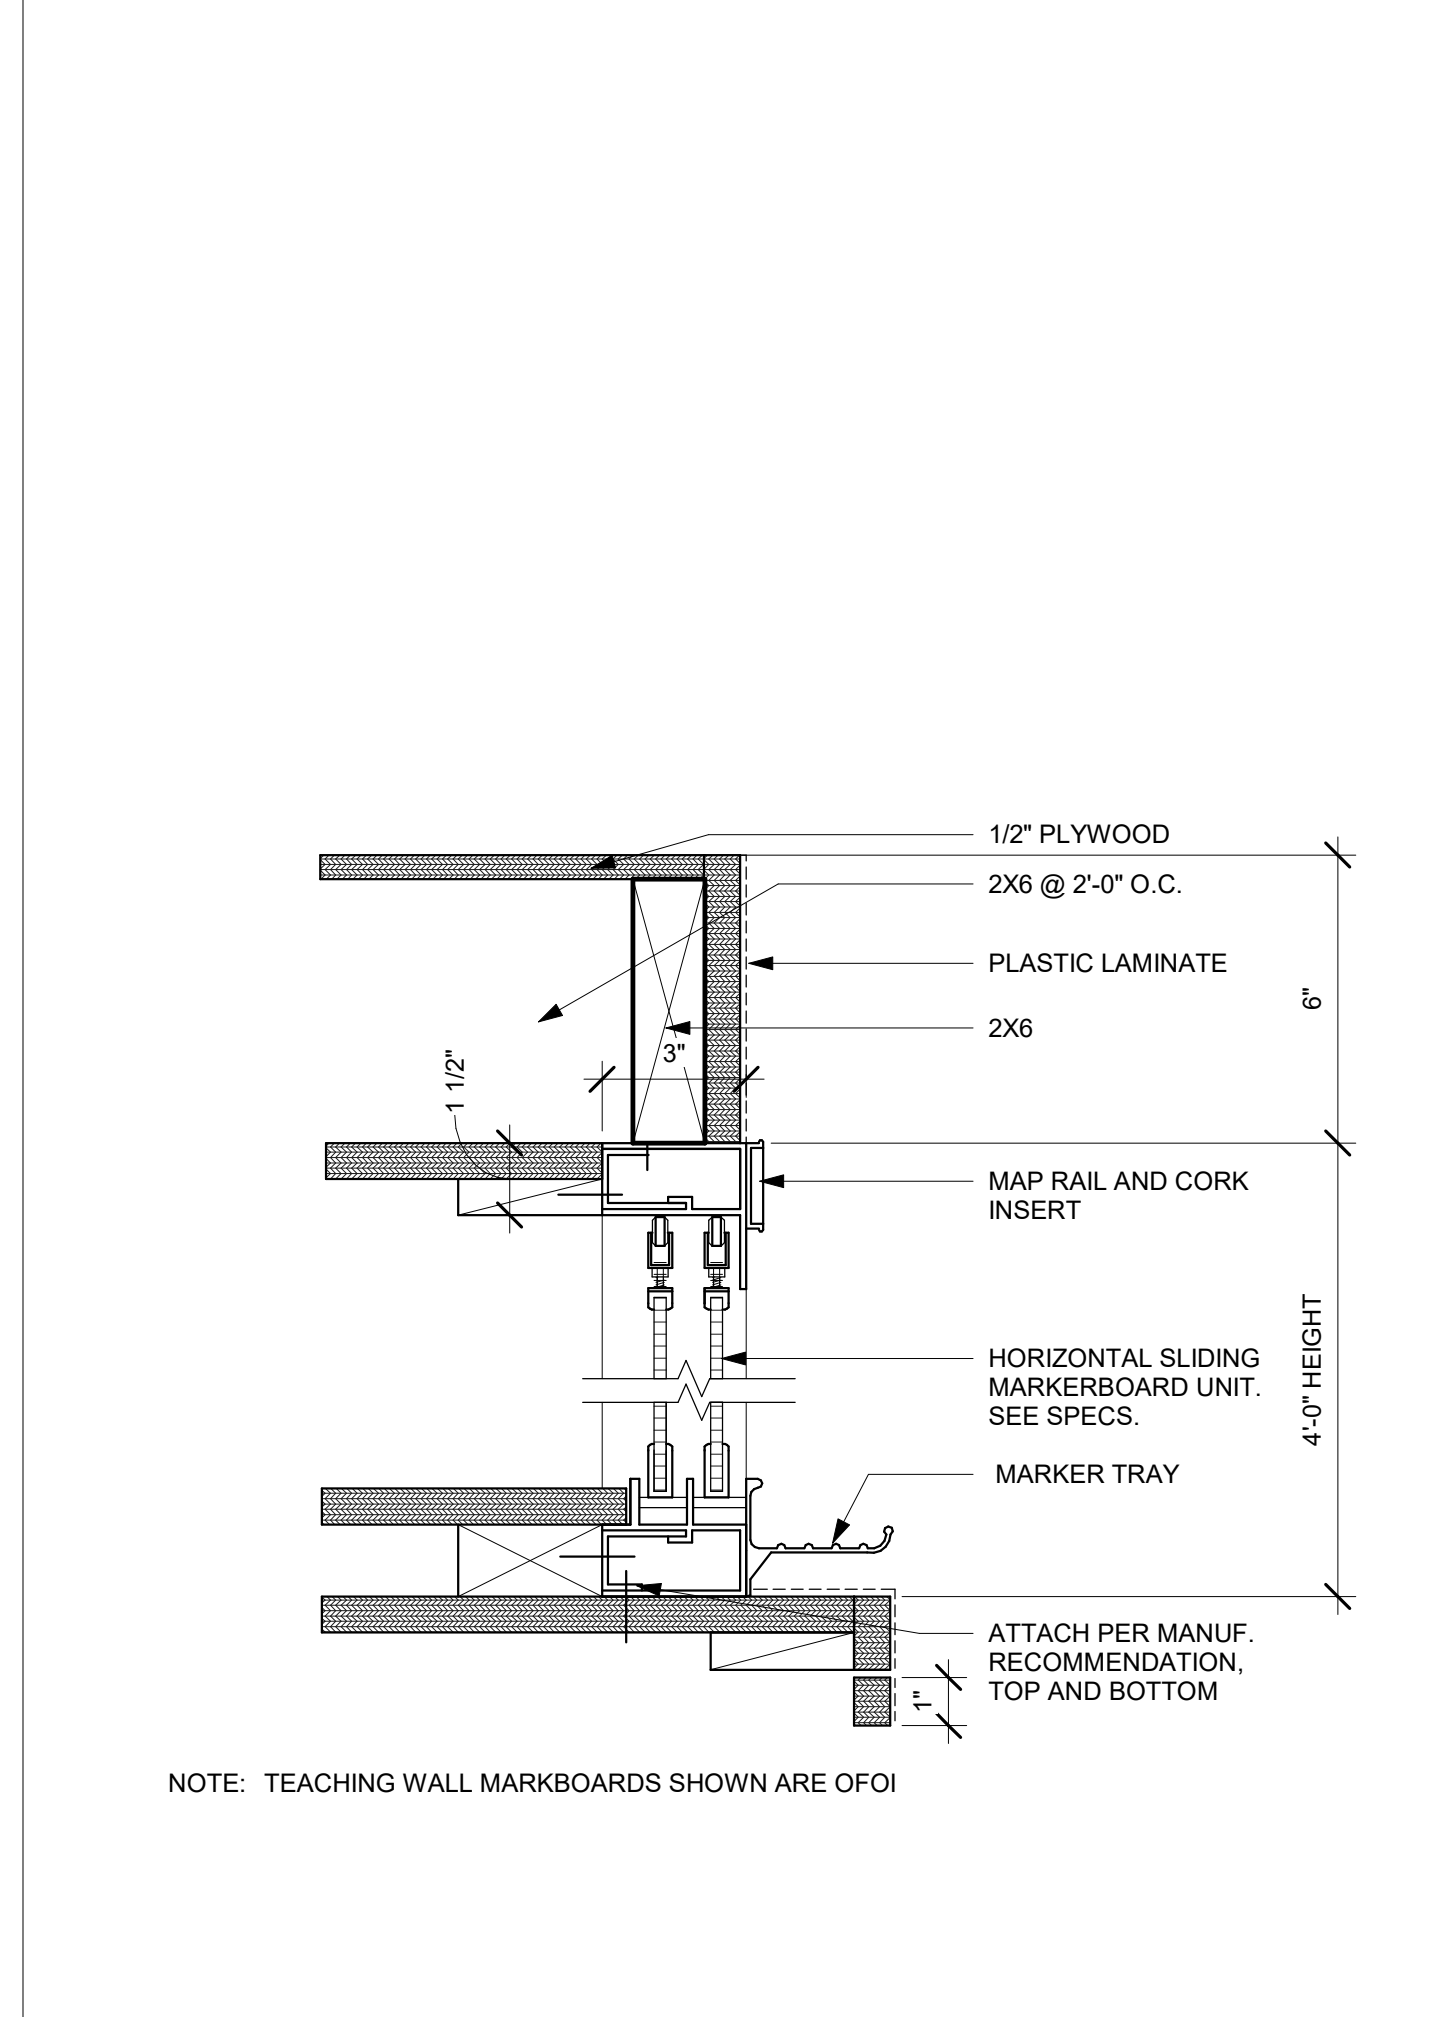 1/2" PLYWOOD
2X6 @ 2'-0" O.C.
PLASTIC LAMINATE
6"
2X6
3"
1 1/2"
MAP RAIL AND CORK
INSERT
HORIZONTAL SLIDING
MARKERBOARD UNIT.
SEE SPECS.
4'-0" HEIGHT
MARKER TRAY
ATTACH PER MANUF.
RECOMMENDATION,
TOP AND BOTTOM
1"
NOTE: TEACHING WALL MARKBOARDS SHOWN ARE OFOI